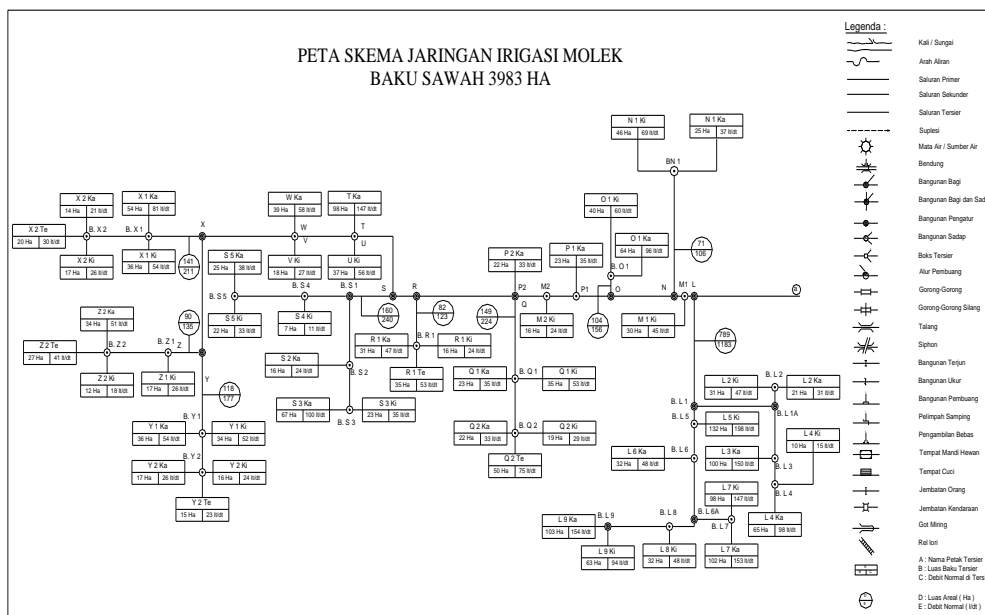 PETA SKEMA JARINGAN IRIGASI MOLEK
BAKU SAWAH 3983 HA
N 1 Ki
46 Ha 69 lt/dt
N 1 Ka
25 Ha 37 lt/dt
BN 1
X 2 Ka
14 Ha 21 lt/dt
X 1 Ka
54 Ha 81 lt/dt
X 2 Te
20 Ha 30 lt/dt
B. X 2
B. X 1
X
X 2 Ki
17 Ha 26 lt/dt
X 1 Ki
36 Ha 54 lt/dt
141
211
W Ka
39 Ha 58 lt/dt
T Ka
98 Ha 147 lt/dt
W
V
T
U
V Ki
18 Ha 27 lt/dt
U Ki
37 Ha 56 lt/dt
S 5 Ka
25 Ha 38 lt/dt
B. S 5
B. S 4
B. S 1
S
R
S 5 Ki
22 Ha 33 lt/dt
S 4 Ki
7 Ha 11 lt/dt
160
240
82
123
149
224
O 1 Ki
40 Ha 60 lt/dt
O 1 Ka
64 Ha 96 lt/dt
B. O 1
P 2 Ka
22 Ha 33 lt/dt
P 1 Ka
23 Ha 35 lt/dt
P2
Q
M2
P1
O
N
M1
L
a
71
106
104
156
M 2 Ki
16 Ha 24 lt/dt
M 1 Ki
30 Ha 45 lt/dt
789
1183
90
135
Z 2 Ka
34 Ha 51 lt/dt
Z 2 Te
27 Ha 41 lt/dt
B. Z 2
B. Z 1
Z
Z 2 Ki
12 Ha 18 lt/dt
Z 1 Ki
17 Ha 26 lt/dt
Y
118
177
B. Y 1
Y 1 Ka
36 Ha 54 lt/dt
Y 1 Ki
34 Ha 52 lt/dt
B. Y 2
Y 2 Ka
17 Ha 26 lt/dt
Y 2 Ki
16 Ha 24 lt/dt
Y 2 Te
15 Ha 23 lt/dt
S 2 Ka
16 Ha 24 lt/dt
B. S 2
S 3 Ka
67 Ha 100 lt/dt
S 3 Ki
23 Ha 35 lt/dt
B. S 3
R 1 Ka
31 Ha 47 lt/dt
B. R 1
R 1 Ki
16 Ha 24 lt/dt
R 1 Te
35 Ha 53 lt/dt
Q 1 Ka
23 Ha 35 lt/dt
B. Q 1
Q 1 Ki
35 Ha 53 lt/dt
Q 2 Ka
22 Ha 33 lt/dt
B. Q 2
Q 2 Ki
19 Ha 29 lt/dt
Q 2 Te
50 Ha 75 lt/dt
L 2 Ki
31 Ha 47 lt/dt
B. L 2
L 2 Ka
21 Ha 31 lt/dt
B. L 1
B. L 1A
B. L 5
L 5 Ki
132 Ha 198 lt/dt
L 4 Ki
10 Ha 15 lt/dt
L 6 Ka
32 Ha 48 lt/dt
B. L 6
L 3 Ka
100 Ha 150 lt/dt
B. L 3
L 7 Ki
98 Ha 147 lt/dt
B. L 4
L 4 Ka
65 Ha 98 lt/dt
L 9 Ka
103 Ha 154 lt/dt
B. L 9
B. L 8
B. L 6A
B. L 7
L 9 Ki
63 Ha 94 lt/dt
L 8 Ki
32 Ha 48 lt/dt
L 7 Ka
102 Ha 153 lt/dt
Legenda :
Kali / Sungai
Arah Aliran
Saluran Primer
Saluran Sekunder
Saluran Tersier
Suplesi
Mata Air / Sumber Air
Bendung
Bangunan Bagi
Bangunan Bagi dan Sad
Bangunan Pengatur
Bangunan Sadap
Boks Tersier
Alur Pembuang
Gorong-Gorong
Gorong-Gorong Silang
Talang
Siphon
Bangunan Terjun
Bangunan Ukur
Bangunan Pembuang
Pelimpah Samping
Pengambilan Bebas
Tempat Mandi Hewan
Tempat Cuci
Jembatan Orang
Jembatan Kendaraan
Got Miring
Rel lori
A : Nama Petak Tersier
B : Luas Baku Tersier
C : Debit Normal di Ters
D : Luas Areal ( Ha )
E : Debit Normal ( l/dt )